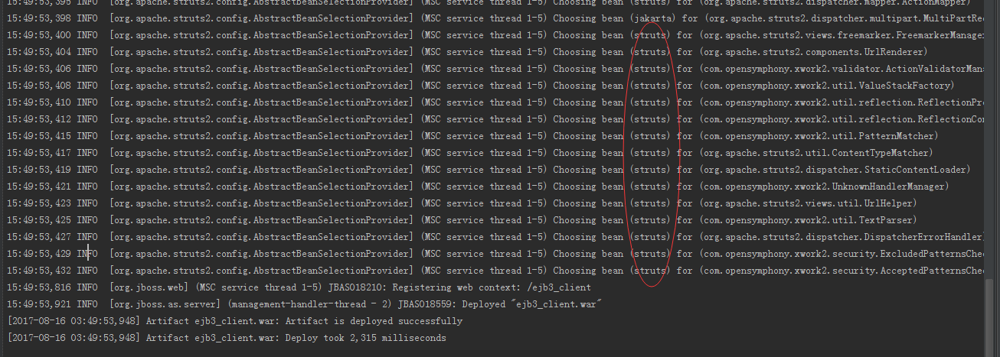 15:49:53,395 INFO  [org.apache.struts2.config.AbstractBeanSelectionProvider] (MSC service thread 1-5) Choosing bean (struts) for (org.apache.struts2.dispatcher.mapper.ActionMapper)
15:49:53,398 INFO  [org.apache.struts2.config.AbstractBeanSelectionProvider] (MSC service thread 1-5) Choosing bean (jakarta) for (org.apache.struts2.dispatcher.multipart.MultiPartRe
15:49:53,400 INFO  [org.apache.struts2.config.AbstractBeanSelectionProvider] (MSC service thread 1-5) Choosing bean (struts) for (org.apache.struts2.views.freemarker.FreemarkerManage
15:49:53,404 INFO  [org.apache.struts2.config.AbstractBeanSelectionProvider] (MSC service thread 1-5) Choosing bean (struts) for (org.apache.struts2.components.UrlRenderer)
15:49:53,406 INFO  [org.apache.struts2.config.AbstractBeanSelectionProvider] (MSC service thread 1-5) Choosing bean (struts) for (com.opensymphony.xwork2.validator.ActionValidatorMan
15:49:53,408 INFO  [org.apache.struts2.config.AbstractBeanSelectionProvider] (MSC service thread 1-5) Choosing bean (struts) for (com.opensymphony.xwork2.util.ValueStackFactory)
15:49:53,410 INFO  [org.apache.struts2.config.AbstractBeanSelectionProvider] (MSC service thread 1-5) Choosing bean (struts) for (com.opensymphony.xwork2.util.reflection.ReflectionPr
15:49:53,412 INFO  [org.apache.struts2.config.AbstractBeanSelectionProvider] (MSC service thread 1-5) Choosing bean (struts) for (com.opensymphony.xwork2.util.reflection.ReflectionCo
15:49:53,415 INFO  [org.apache.struts2.config.AbstractBeanSelectionProvider] (MSC service thread 1-5) Choosing bean (struts) for (com.opensymphony.xwork2.util.PatternMatcher)
15:49:53,417 INFO  [org.apache.struts2.config.AbstractBeanSelectionProvider] (MSC service thread 1-5) Choosing bean (struts) for (org.apache.struts2.util.ContentTypeMatcher)
15:49:53,419 INFO  [org.apache.struts2.config.AbstractBeanSelectionProvider] (MSC service thread 1-5) Choosing bean (struts) for (org.apache.struts2.dispatcher.StaticContentLoader)
15:49:53,421 INFO  [org.apache.struts2.config.AbstractBeanSelectionProvider] (MSC service thread 1-5) Choosing bean (struts) for (com.opensymphony.xwork2.UnknownHandlerManager)
15:49:53,423 INFO  [org.apache.struts2.config.AbstractBeanSelectionProvider] (MSC service thread 1-5) Choosing bean (struts) for (org.apache.struts2.views.util.UrlHelper)
15:49:53,425 INFO  [org.apache.struts2.config.AbstractBeanSelectionProvider] (MSC service thread 1-5) Choosing bean (struts) for (com.opensymphony.xwork2.util.TextParser)
15:49:53,427 INFO  [org.apache.struts2.config.AbstractBeanSelectionProvider] (MSC service thread 1-5) Choosing bean (struts) for (org.apache.struts2.dispatcher.DispatcherErrorHandler)
15:49:53,429 INFO  [org.apache.struts2.config.AbstractBeanSelectionProvider] (MSC service thread 1-5) Choosing bean (struts) for (com.opensymphony.xwork2.security.ExcludedPatternsChe
15:49:53,432 INFO  [org.apache.struts2.config.AbstractBeanSelectionProvider] (MSC service thread 1-5) Choosing bean (struts) for (com.opensymphony.xwork2.security.AcceptedPatternsChe
15:49:53,816 INFO  [org.jboss.web] (MSC service thread 1-5) JBAS018210: Registering web context: /ejb3_client
15:49:53,921 INFO  [org.jboss.as.server] (management-handler-thread - 2) JBAS018559: Deployed "ejb3_client.war"
[2017-08-16 03:49:53,948] Artifact ejb3_client.war: Artifact is deployed successfully
[2017-08-16 03:49:53,948] Artifact ejb3_client.war: Deploy took 2,315 milliseconds